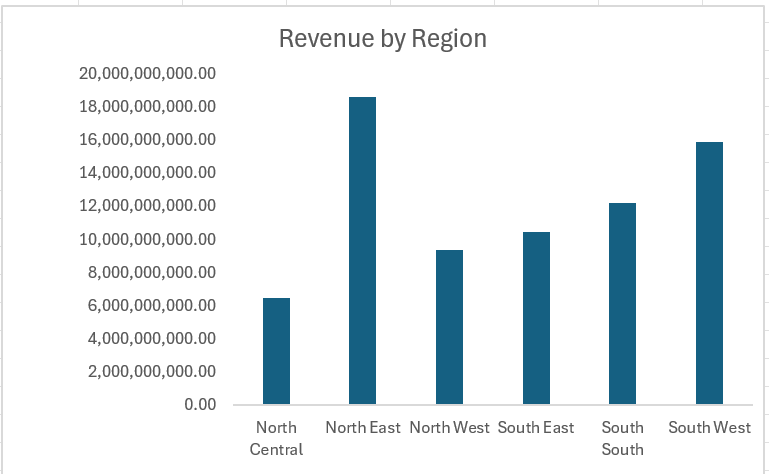 Revenue by Region
20,000,000,000.00
18,000,000,000.00
16,000,000,000.00
14,000,000,000.00
12,000,000,000.00
10,000,000,000.00
8,000,000,000.00
6,000,000,000.00
4,000,000,000.00
2,000,000,000.00
0.00
North Central
North East
North West
South East
South South
South West